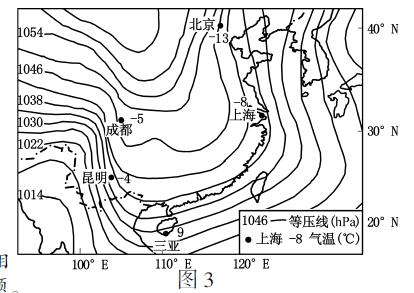 1054
1046
1038
1030
1022
1014
北京
-13
-8
上海
-5
成都
昆明
-4
9
三亚
40° N
30° N
20° N
1046 — 等压线(hPa)
• 上海 -8 气温(℃)
100° E
110° E
120° E
图3